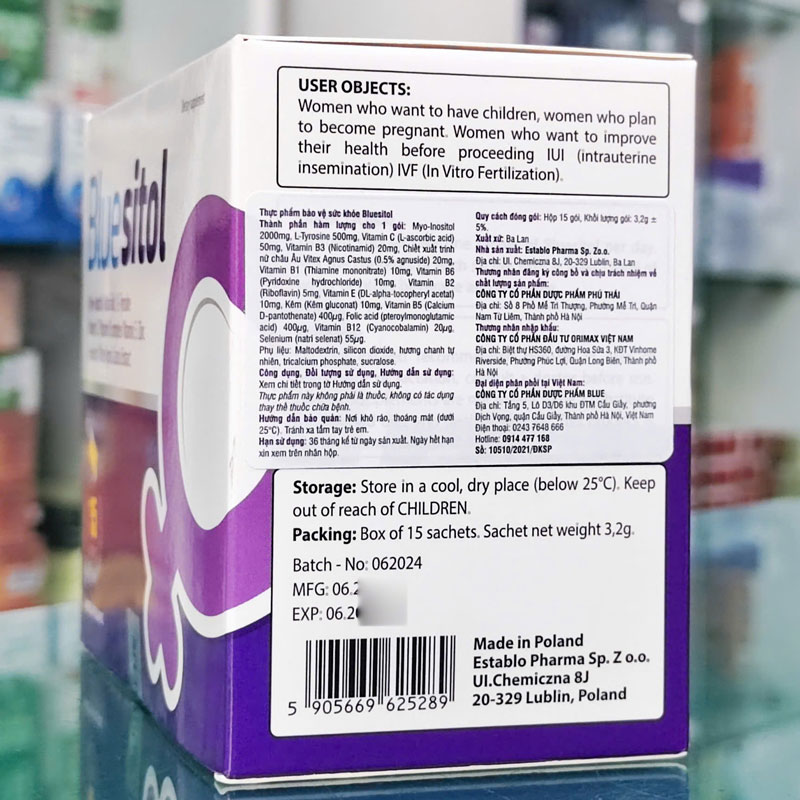 USER OBJECTS:
Women who want to have children, women who plan
to become pregnant. Women who want to improve
their health before proceeding IUI (intrauterine
insemination) IVF (In Vitro Fertilization).
Bluesitol
Thực phẩm bảo vệ sức khỏe Bluesitol
Thành phần hàm lượng cho 1 gói: Myo-Inositol
2000mg, L-Tyrosine 500mg, Vitamin C (L-ascorbic acid)
50mg, Vitamin B3 (Nicotinamid) 20mg, Chiết xuất trinh
nữ châu Âu Vitex Agnus Castus (0.5% agnuside) 20mg,
Vitamin B1 (Thiamine mononitrate) 10mg, Vitamin B6
(Pyridoxine hydrochloride) 10mg, Vitamin B2
(Riboflavin) 5mg, Vitamin E (DL-alpha-tocopheryl acetat)
10mg, Kẽm (Kẽm gluconat) 10mg, Vitamin B5 (Calcium
D-pantothenate) 400µg, Folic acid (pteroylmonoglutamic
acid) 400µg, Vitamin B12 (Cyanocobalamin) 20µg,
Selenium (natri selenat) 55µg.
Phụ liệu: Maltodextrin, silicon dioxide, hương chanh tự
nhiên, tricalcium phosphate, sucralose.
Công dụng, Đối tượng sử dụng, Hướng dẫn sử dụng:
Xem chi tiết trong tờ Hướng dẫn sử dụng.
Thực phẩm này không phải là thuốc, không có tác dụng
thay thế thuốc chữa bệnh.
Hướng dẫn bảo quản: Nơi khô ráo, thoáng mát (dưới
25°C). Tránh xa tầm tay trẻ em.
Hạn sử dụng: 36 tháng kể từ ngày sản xuất. Ngày hết hạn
xin xem trên nhãn hộp.
Quy cách đóng gói: Hộp 15 gói, Khối lượng gói: 3,2g ±
5%.
Xuất xứ: Ba Lan
Nhà sản xuất: Establo Pharma Sp. Zo.o.
Địa chỉ: Ul. Chemiczna 8J, 20-329 Lublin, Ba Lan
Thương nhân đăng ký công bố và chịu trách nhiệm về
chất lượng sản phẩm:
CÔNG TY CỔ PHẦN DƯỢC PHẨM PHÚ THÁI
Địa chỉ: Số 8 Phố Mễ Trì Thượng, Phường Mễ Trì, Quận
Nam Từ Liêm, Thành phố Hà Nội
Thương nhân nhập khẩu:
CÔNG TY CỔ PHẦN ĐẦU TƯ ORIMAX VIỆT NAM
Địa chỉ: Biệt thự HS360, đường Hoa Sữa 3, KĐT Vinhome
Riverside, Phường Phúc Lợi, Quận Long Biên, Thành phố
Hà Nội
Đại diện phân phối tại Việt Nam:
CÔNG TY CỔ PHẦN DƯỢC PHẨM BLUE
Địa chỉ: Tầng 5, Lô D3/D6 khu ĐTM Cầu Giấy, phường
Dịch Vọng, quận Cầu Giấy, Thành phố Hà Nội, Việt Nam
Điện thoại: 0243 7648 666
Hotline: 0914 477 168
Số: 10510/2021/ĐKSP
Storage: Store in a cool, dry place (below 25°C). Keep
out of reach of CHILDREN.
Packing: Box of 15 sachets. Sachet net weight 3,2g.
Batch - No: 062024
MFG: 06.2
EXP: 06.2
5 905669 625289
Made in Poland
Establo Pharma Sp. Z o.o.
Ul.Chemiczna 8J
20-329 Lublin, Poland